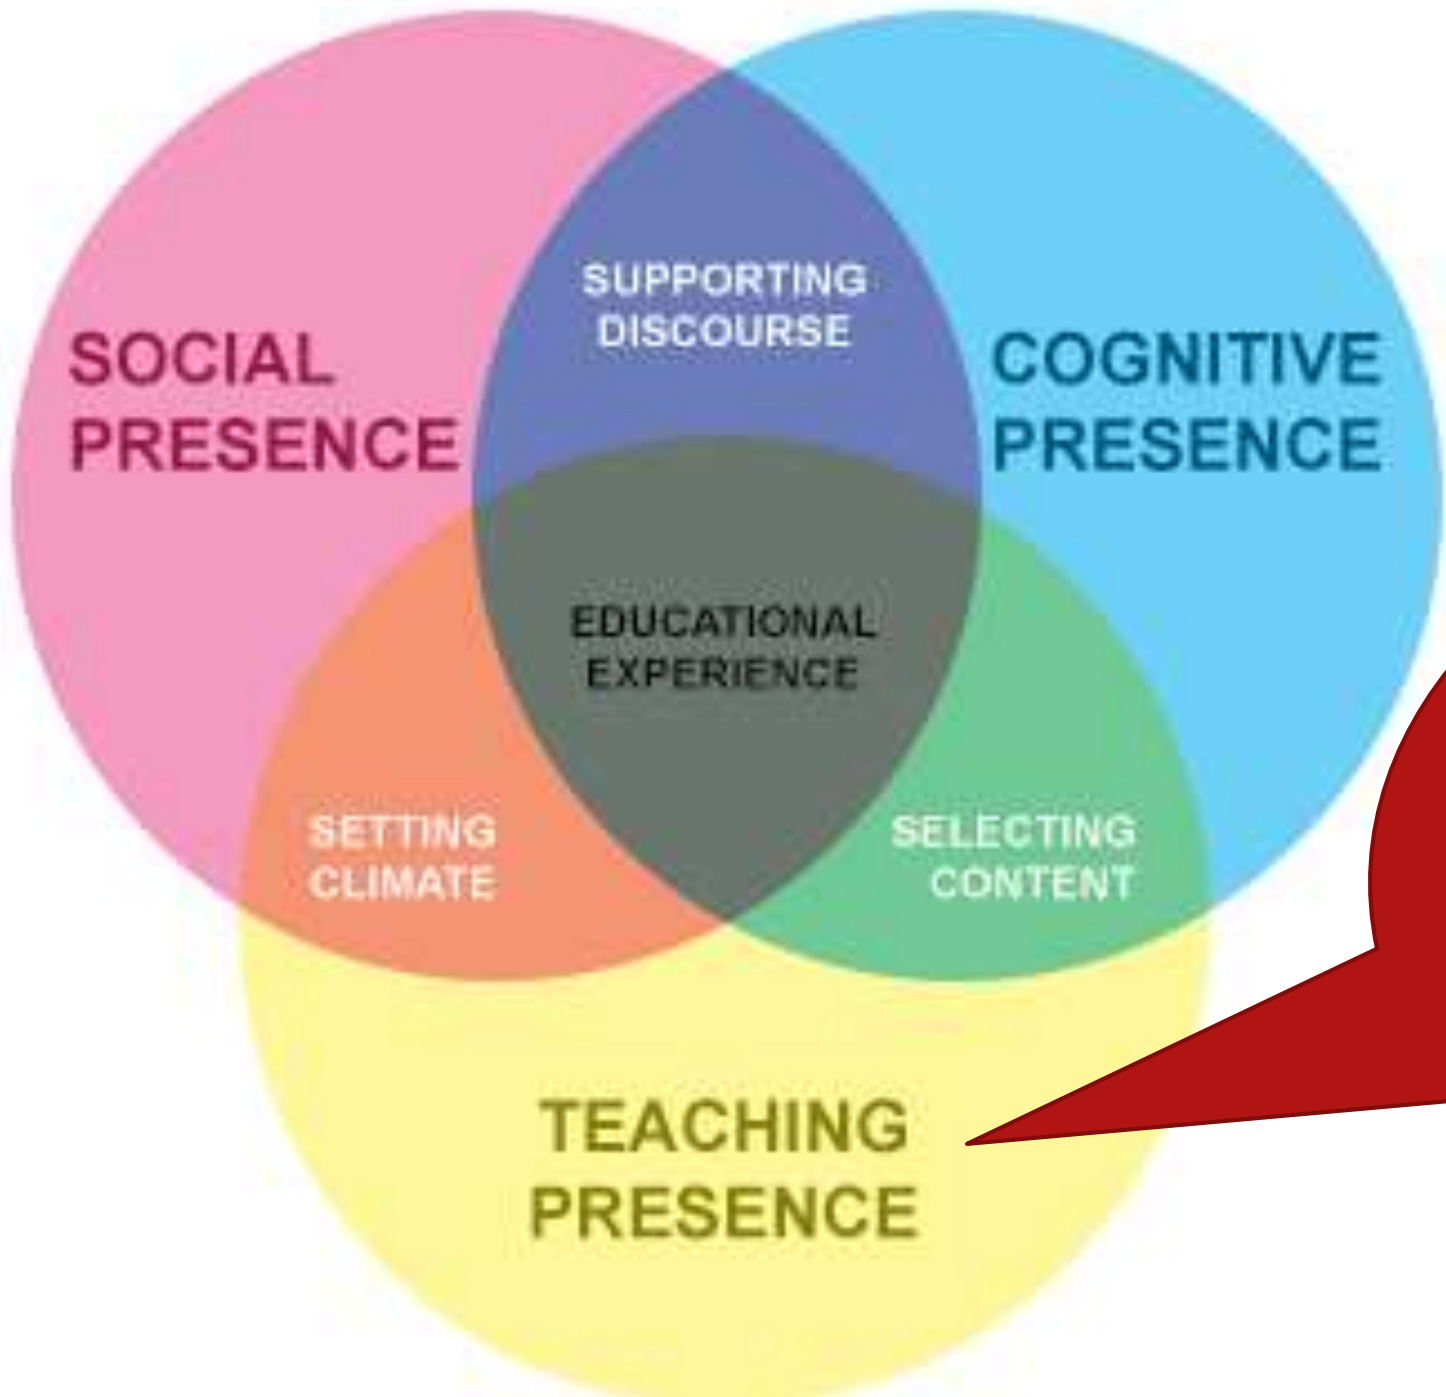 SUPPORTING
DISCOURSE
SOCIAL
PRESENCE
COGNITIVE
PRESENCE
EDUCATIONAL
EXPERIENCE
SETTING
CLIMATE
SELECTING
CONTENT
TEACHING
PRESENCE